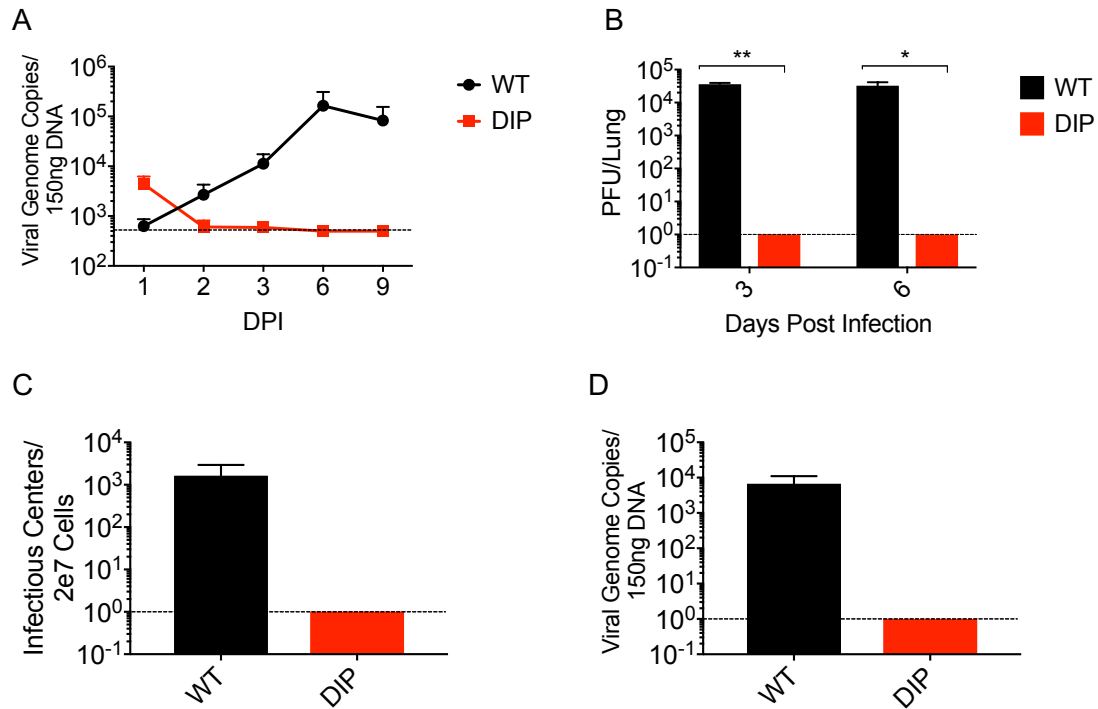 A
Viral Genome Copies/
150ng DNA
10^6
10^5
10^4
10^3
10^2
1 2 3 6 9
DPI
WT
DIP
B
PFU/Lung
10^5
10^4
10^3
10^2
10^1
10^0
10^-1
** *
3 6
Days Post Infection
WT
DIP
C
Infectious Centers/
2e7 Cells
10^4
10^3
10^2
10^1
10^0
10^-1
WT DIP
D
Viral Genome Copies/
150ng DNA
10^5
10^4
10^3
10^2
10^1
10^0
10^-1
WT DIP